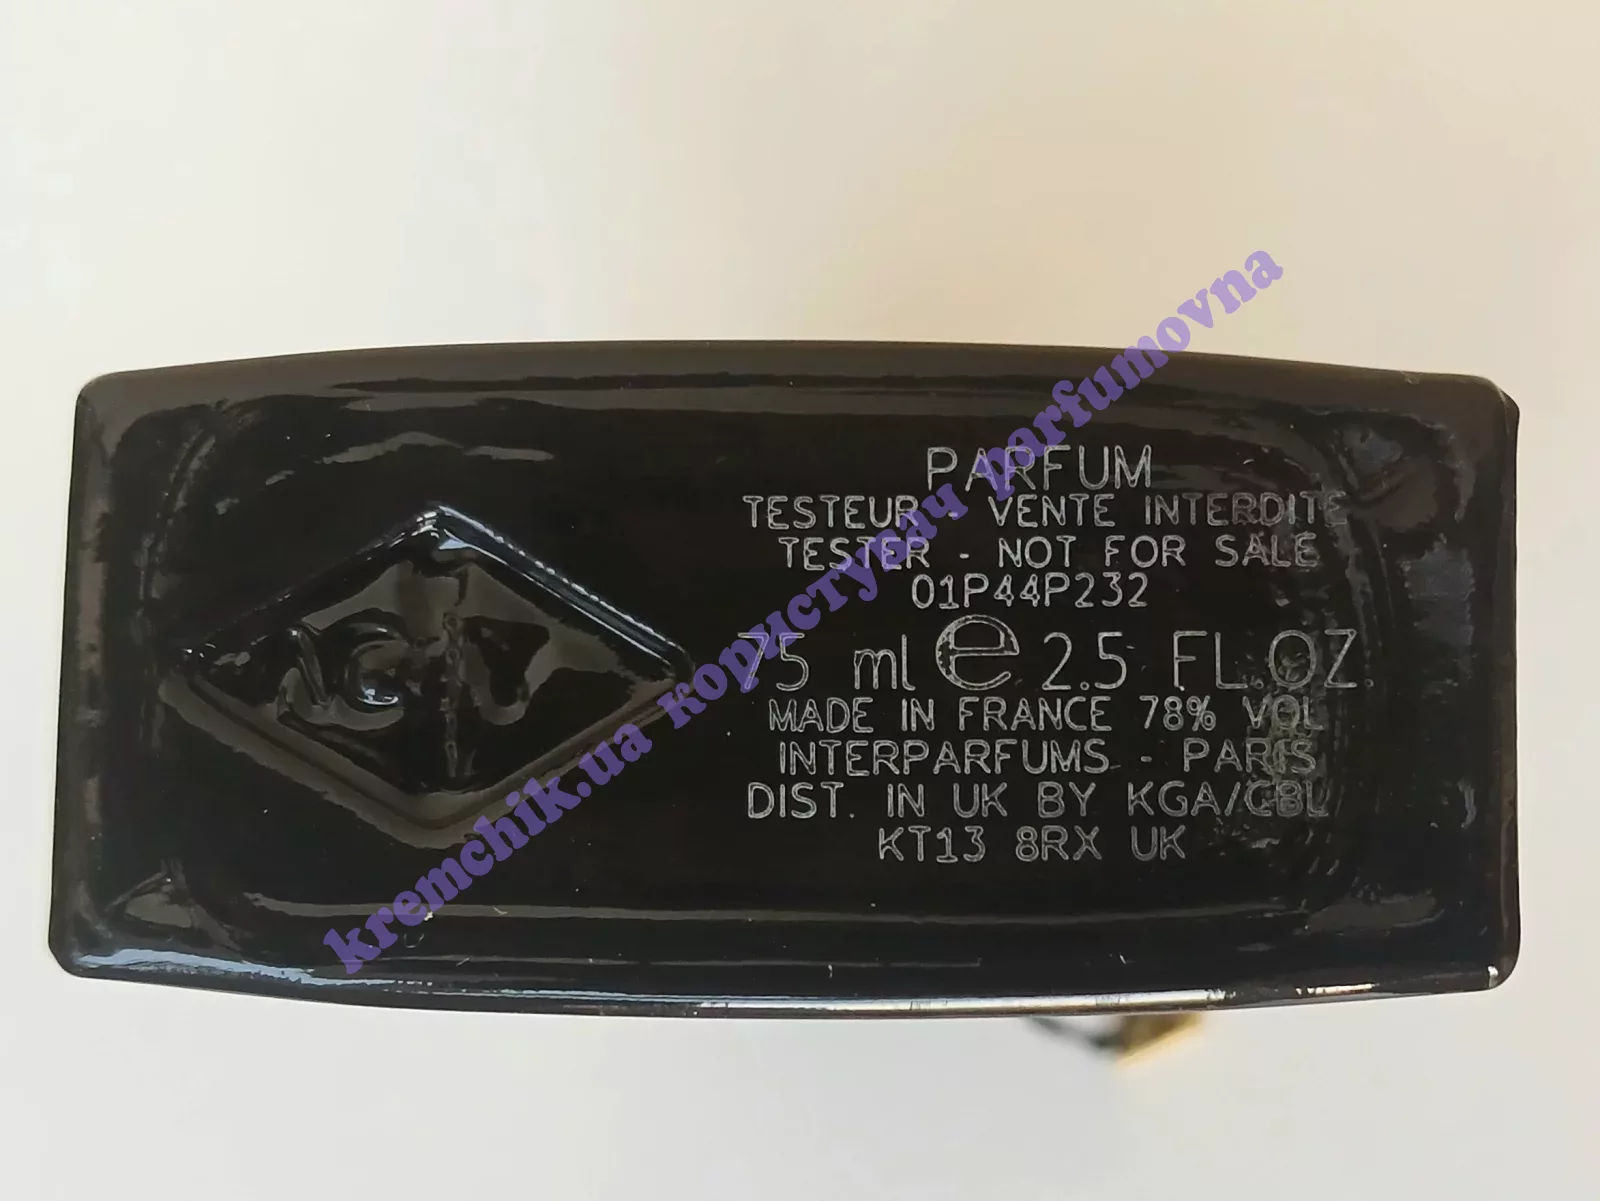 PARFUM
TESTEUR - VENTE INTERDITE
TESTER - NOT FOR SALE
01P44P232
75 ml e 2.5 FL.OZ.
MADE IN FRANCE 78% VOL
INTERPARFUMS - PARIS
DIST. IN UK BY KGA/CBL
KT13 8RX UK
kremchik.ua користувач parfumovna